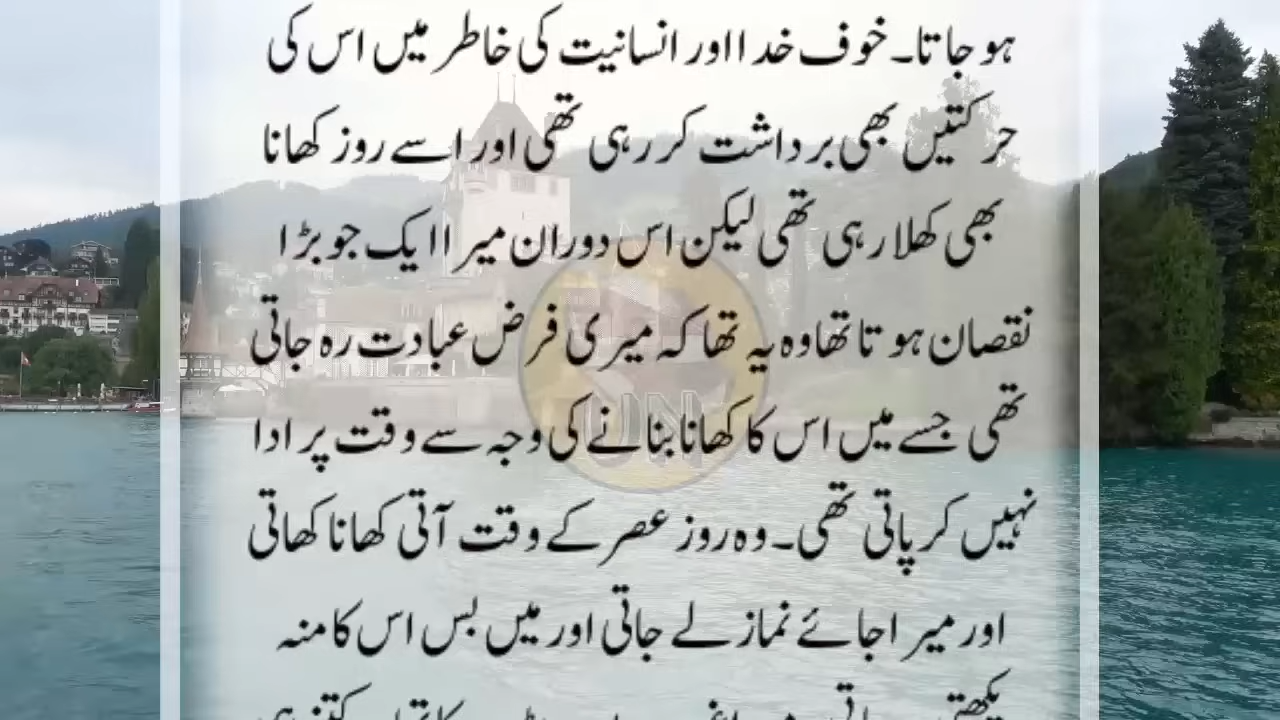 ہو جاتا۔ خوف خدا اور انسانیت کی خاطر میں اس کی
حرکتیں بھی برداشت کر رہی تھی اور اسے روز کھانا
بھی کھلا رہی تھی لیکن اس دوران میرا ایک جو بڑا
نقصان ہوتا تھا وہ یہ تھا کہ میری فرض عبادت رہ جاتی
تھی جسے میں اس کا کھانا بنانے کی وجہ سے وقت پر ادا
نہیں کر پاتی تھی۔ وہ روز عصر کے وقت آتی کھانا کھاتی
اور میرا جائے نماز لے جاتی اور میں بس اس کا منہ
UN